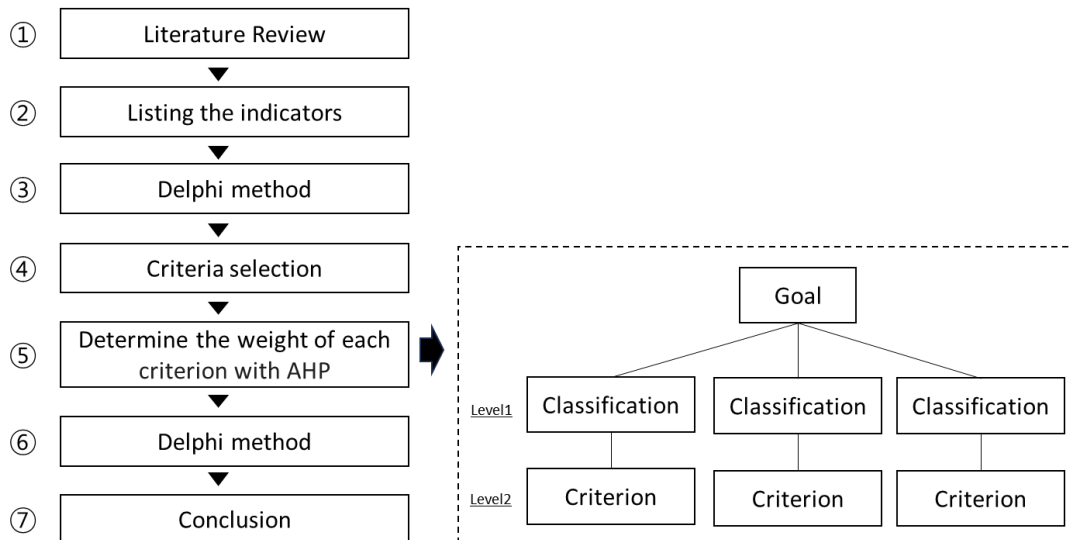 ① Literature Review
② Listing the indicators
③ Delphi method
④ Criteria selection
⑤ Determine the weight of each
criterion with AHP
⑥ Delphi method
⑦ Conclusion
Goal
Level1 Classification Classification Classification
Level2 Criterion Criterion Criterion